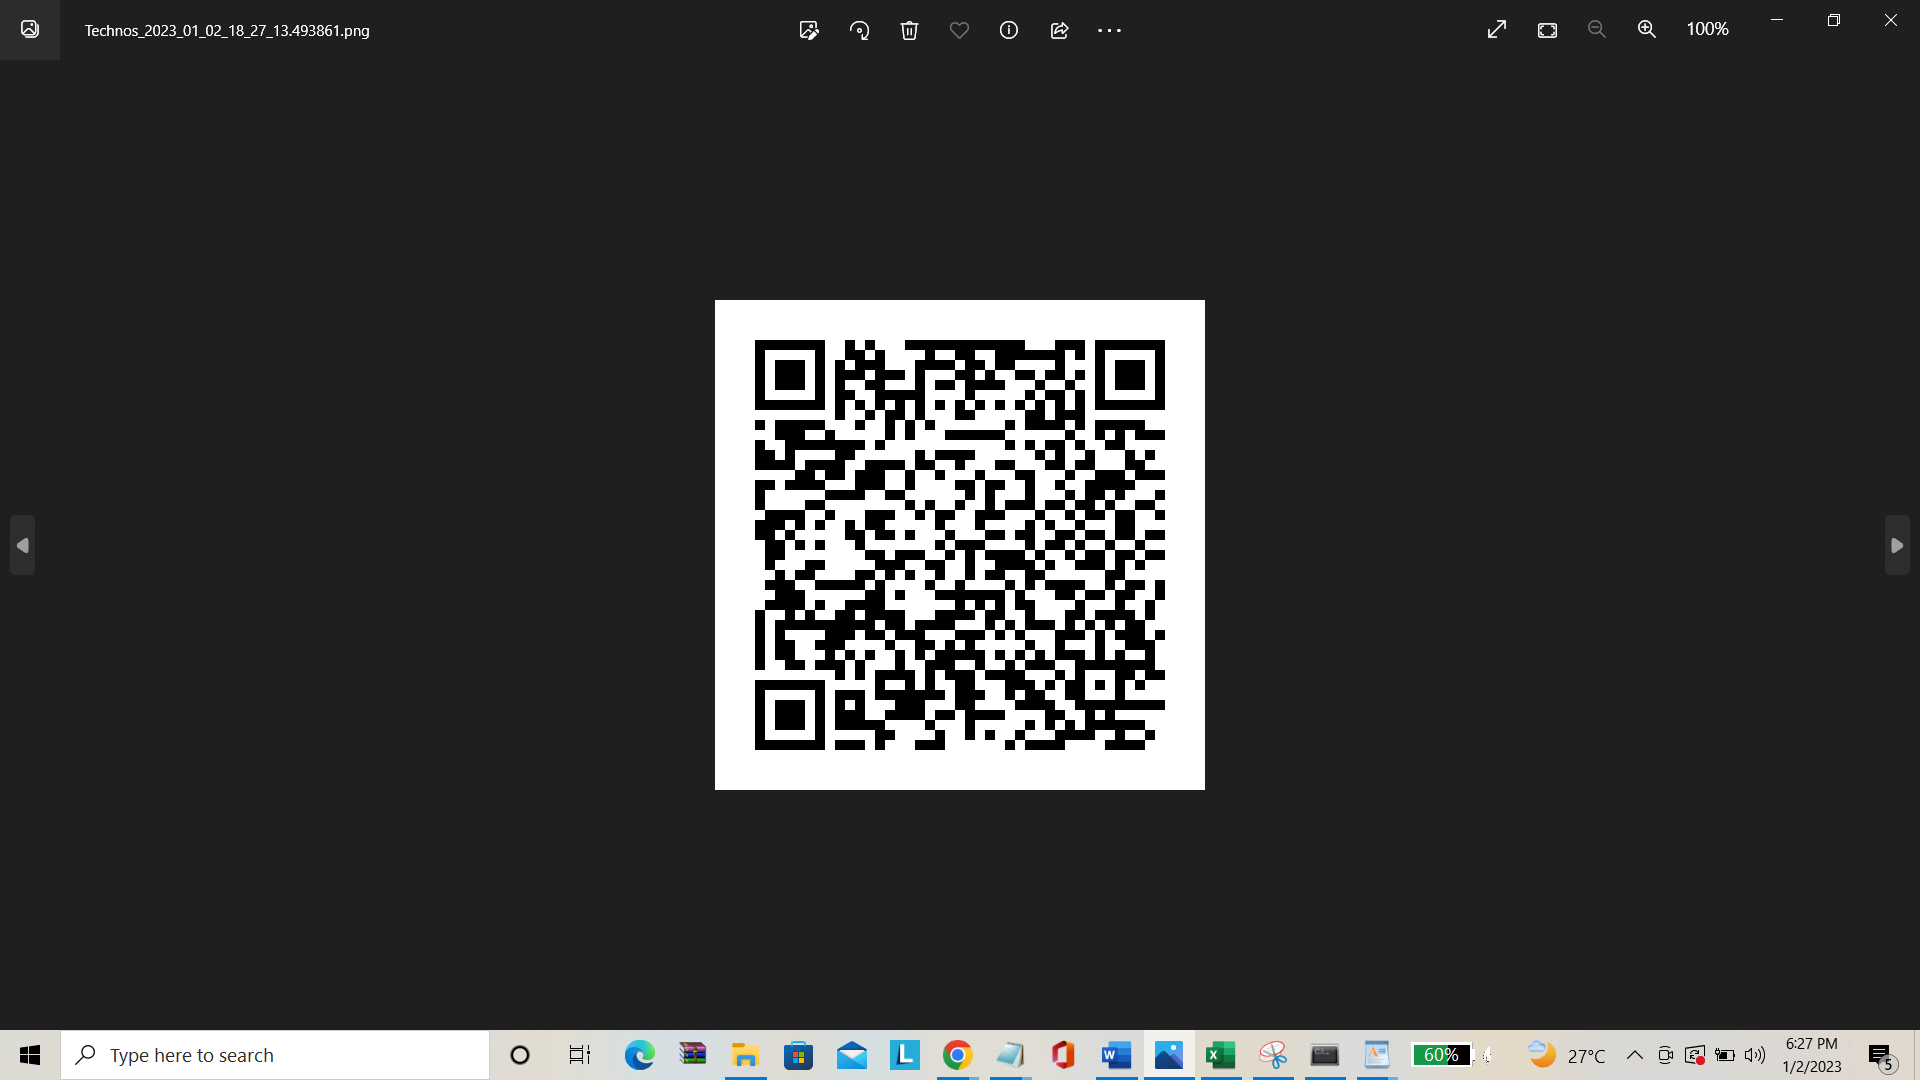 Technos_2023_01_02_18_27_13.493861.png
100%
Type here to search
60%
27°C
6:27 PM
1/2/2023
5